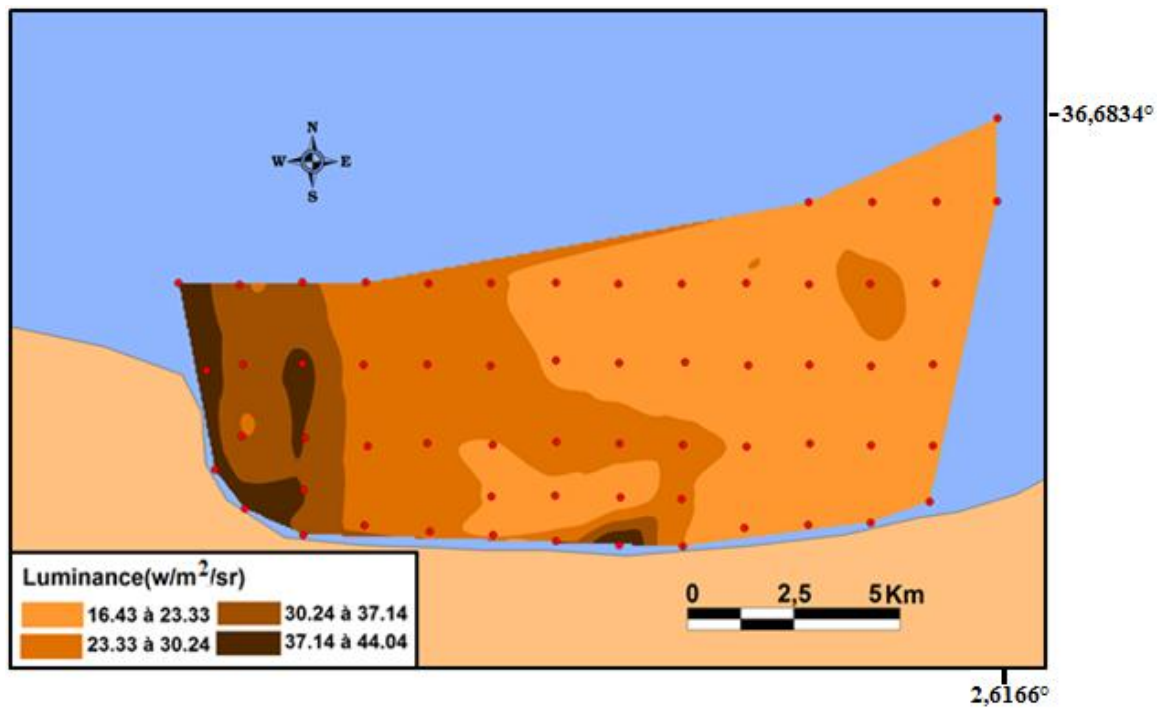 36,6834°
N
W E
S
Luminance(w/m²/sr)
16.43 à 23.33 30.24 à 37.14
23.33 à 30.24 37.14 à 44.04
0 2,5 5Km
2,6166°